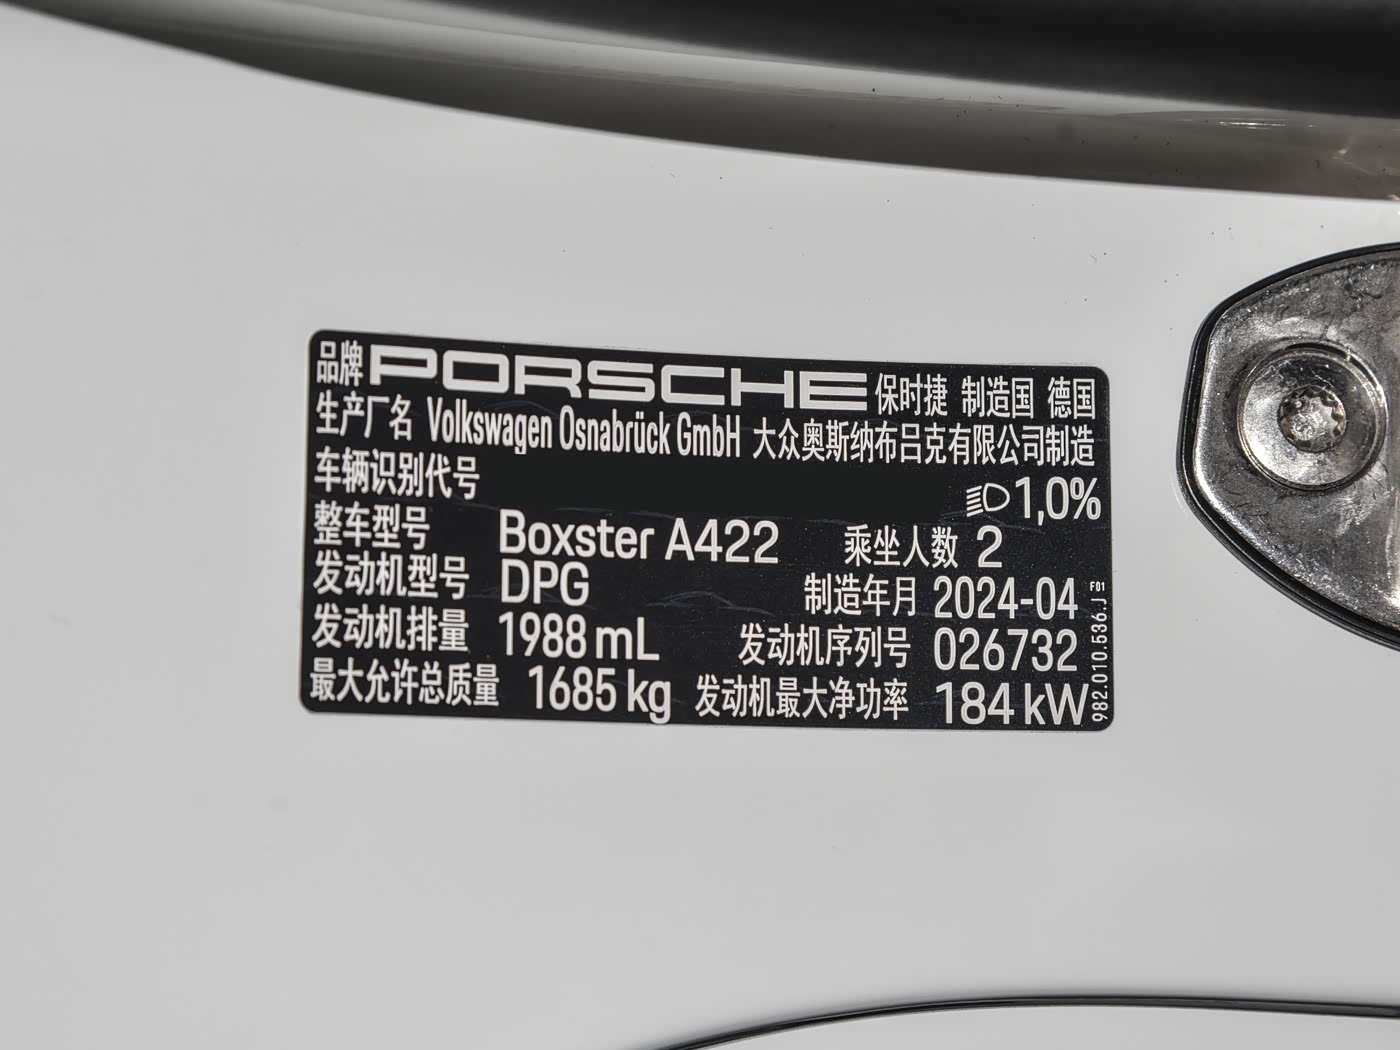 品牌 PORSCHE 保时捷 制造国 德国
生产厂名 Volkswagen Osnabrück GmbH 大众奥斯纳布吕克有限公司制造
车辆识别代号 1,0%
整车型号 Boxster A422 乘坐人数 2
发动机型号 DPG 制造年月 2024-04
发动机排量 1988 mL 发动机序列号 026732
最大允许总质量 1685 kg 发动机最大净功率 184 kW
982.010.536.J F01